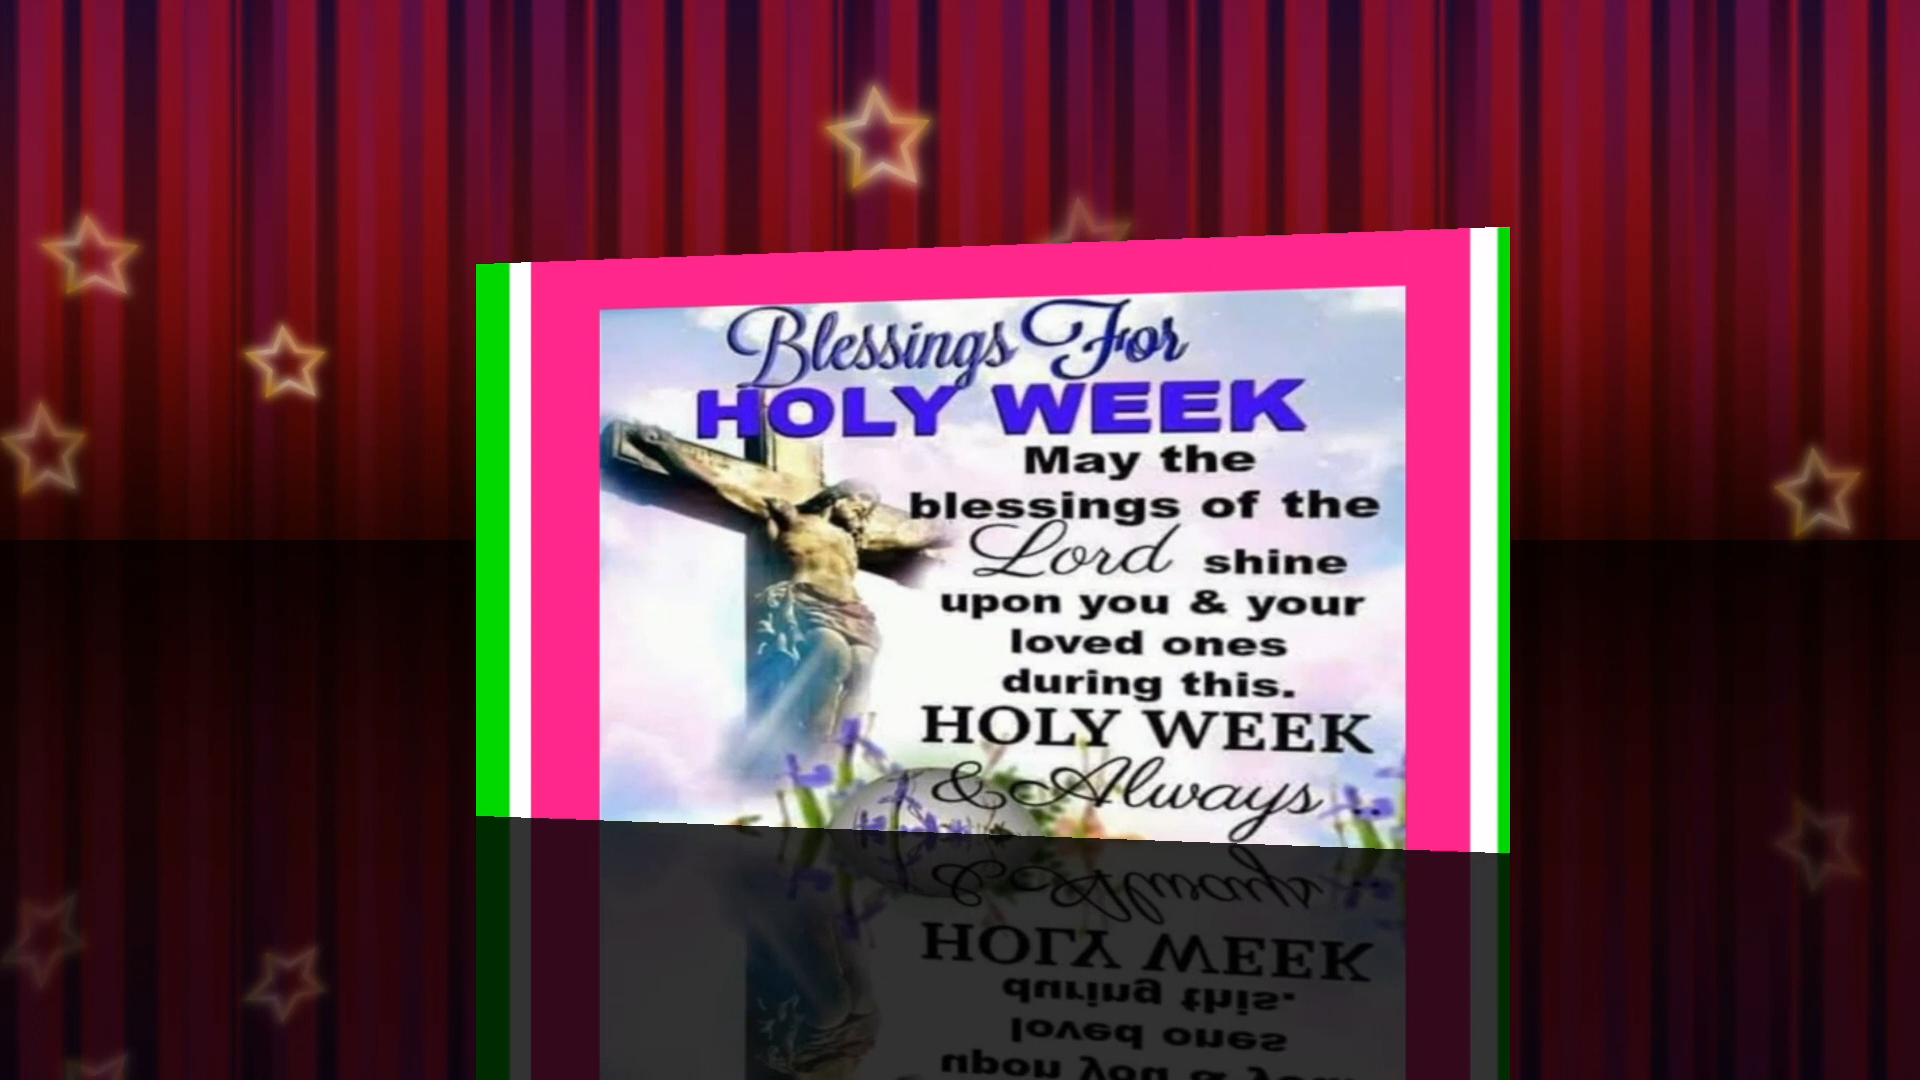 Blessings For
HOLY WEEK
May the
blessings of the
Lord shine
upon you & your
loved ones
during this.
HOLY WEEK
& Always